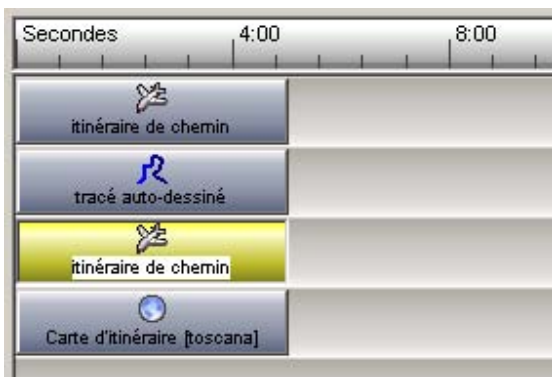 Secondes 4:00 8:00
itinéraire de chemin
tracé auto-dessiné
itinéraire de chemin
Carte d'itinéraire [toscana]